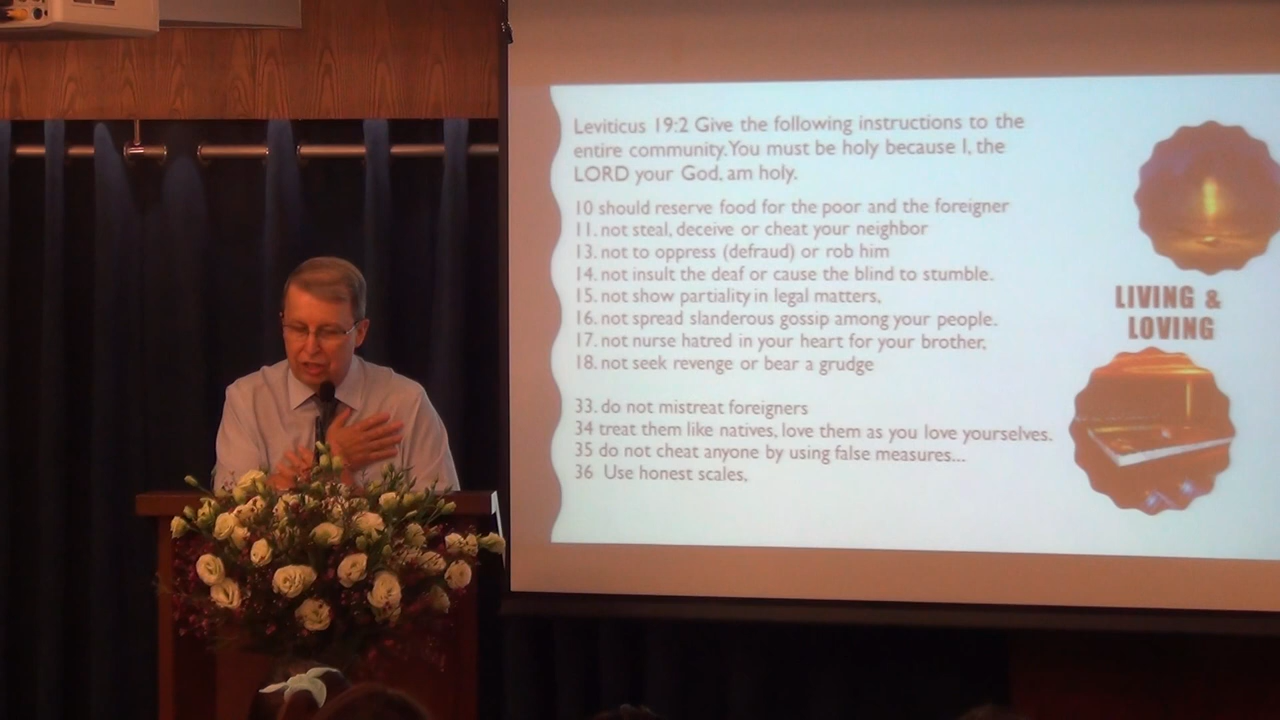 Leviticus 19:2 Give the following instructions to the
entire community. You must be holy because I, the
LORD your God, am holy.
10 should reserve food for the poor and the foreigner
11. not steal, deceive or cheat your neighbor
13. not to oppress (defraud) or rob him
14. not insult the deaf or cause the blind to stumble.
15. not show partiality in legal matters,
16. not spread slanderous gossip among your people.
17. not nurse hatred in your heart for your brother,
18. not seek revenge or bear a grudge
33. do not mistreat foreigners
34 treat them like natives, love them as you love yourselves.
35 do not cheat anyone by using false measures...
36 Use honest scales,
LIVING &
LOVING